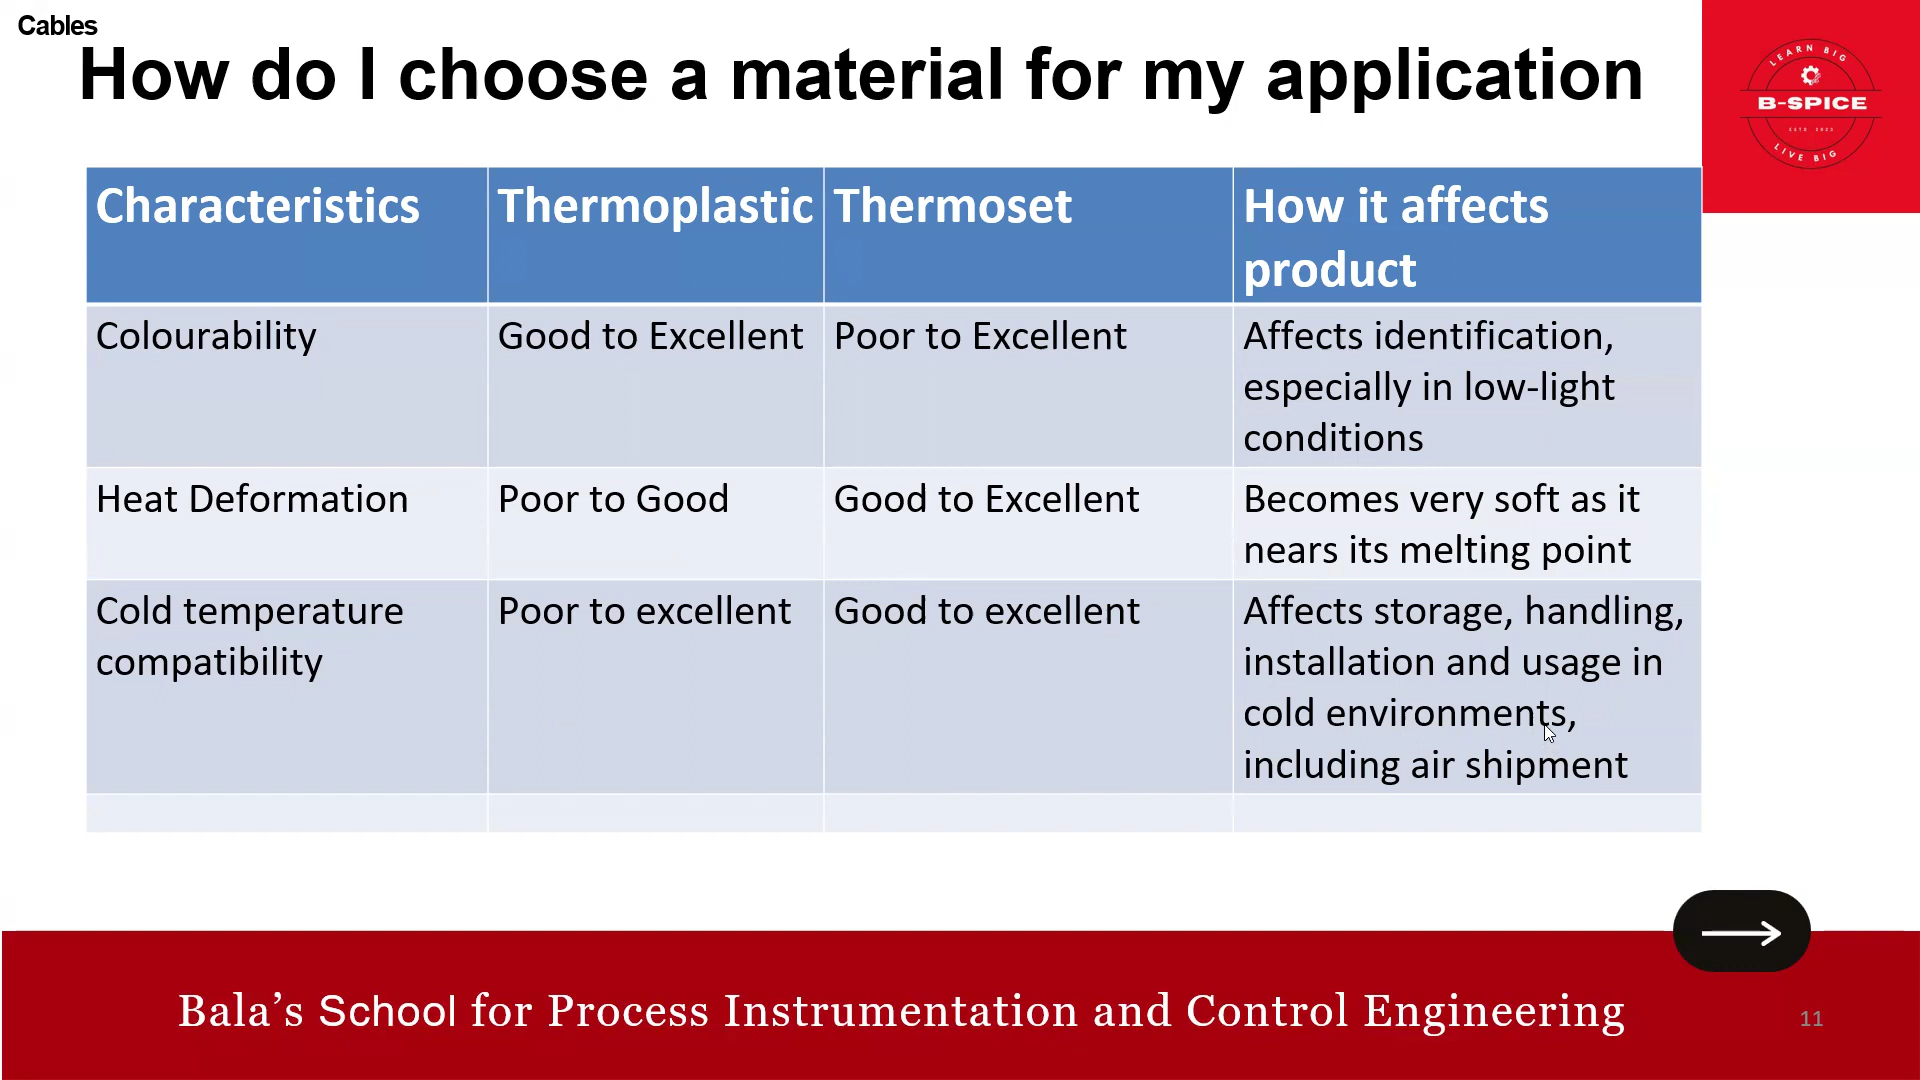 Cables
How do I choose a material for my application
LEARN BIG
B-SPICE
ESTD 2023
LIVE BIG
Characteristics Thermoplastic Thermoset How it affects
product
Colourability Good to Excellent Poor to Excellent Affects identification,
especially in low-light
conditions
Heat Deformation Poor to Good Good to Excellent Becomes very soft as it
nears its melting point
Cold temperature Poor to excellent Good to excellent Affects storage, handling,
compatibility installation and usage in
cold environments,
including air shipment
Bala’s School for Process Instrumentation and Control Engineering
11